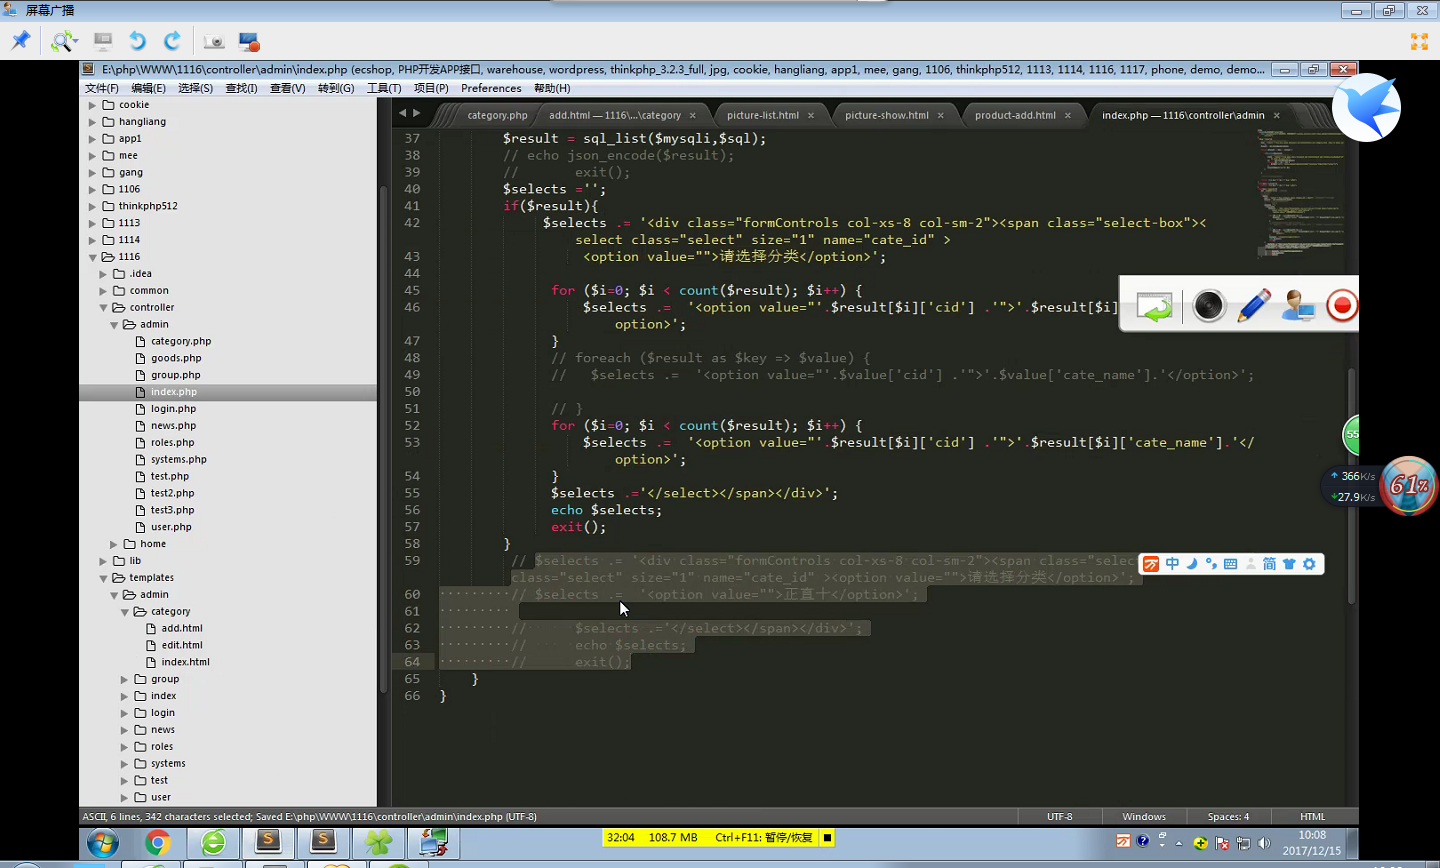 屏幕广播
E:\php\WWW\1116\controller\admin\index.php (ecshop, PHP开发APP接口, warehouse, wordpress, thinkphp_3.2.3_full, jpg, cookie, hangliang, app1, mee, gang, 1106, thinkphp512, 1113, 1114, 1116, 1117, phone, demo, demo...
文件(F) 编辑(E) 选择(S) 查找(I) 查看(V) 转到(G) 工具(T) 项目(P) Preferences 帮助(H)
cookie
hangliang
app1
mee
gang
1106
thinkphp512
1113
1114
1116
.idea
common
controller
admin
category.php
goods.php
group.php
index.php
login.php
news.php
roles.php
systems.php
test.php
test2.php
test3.php
user.php
home
lib
templates
admin
category
add.html
edit.html
index.html
group
index
login
news
roles
systems
test
user
category.php
add.html — 1116\...\category
picture-list.html
picture-show.html
product-add.html
index.php — 1116\controller\admin
37 $result = sql_list($mysqli,$sql);
38 // echo json_encode($result);
39 // exit();
40 $selects ='';
41 if($result){
42 $selects .= '<div class="formControls col-xs-8 col-sm-2"><span class="select-box"><
select class="select" size="1" name="cate_id" >
43 <option value="">请选择分类</option>';
44
45 for ($i=0; $i < count($result); $i++) {
46 $selects .= '<option value="'.$result[$i]['cid'] .'">'.$result[$i]
option>';
47 }
48 // foreach ($result as $key => $value) {
49 // $selects .= '<option value="'.$value['cid'] .'">'.$value['cate_name'].'</option>';
50
51 // }
52 for ($i=0; $i < count($result); $i++) {
53 $selects .= '<option value="'.$result[$i]['cid'] .'">'.$result[$i]['cate_name'].'</
option>';
54 }
55 $selects .='</select></span></div>';
56 echo $selects;
57 exit();
58 }
59 // $selects .= '<div class="formControls col-xs-8 col-sm-2"><span class="selec
class="select" size="1" name="cate_id" ><option value="">请选择分类</option>';
60 // $selects .= '<option value="">正直十</option>';
61
62 // $selects .='</select></span></div>';
63 // echo $selects;
64 // exit();
65 }
66 }
中
简
55
366K/s
27.9K/s
61%
ASCII, 6 lines, 342 characters selected; Saved E:\php\WWW\1116\controller\admin\index.php (UTF-8)
UTF-8
Windows
Spaces: 4
HTML
32:04 108.7 MB Ctrl+F11: 暂停/恢复
10:08
2017/12/15